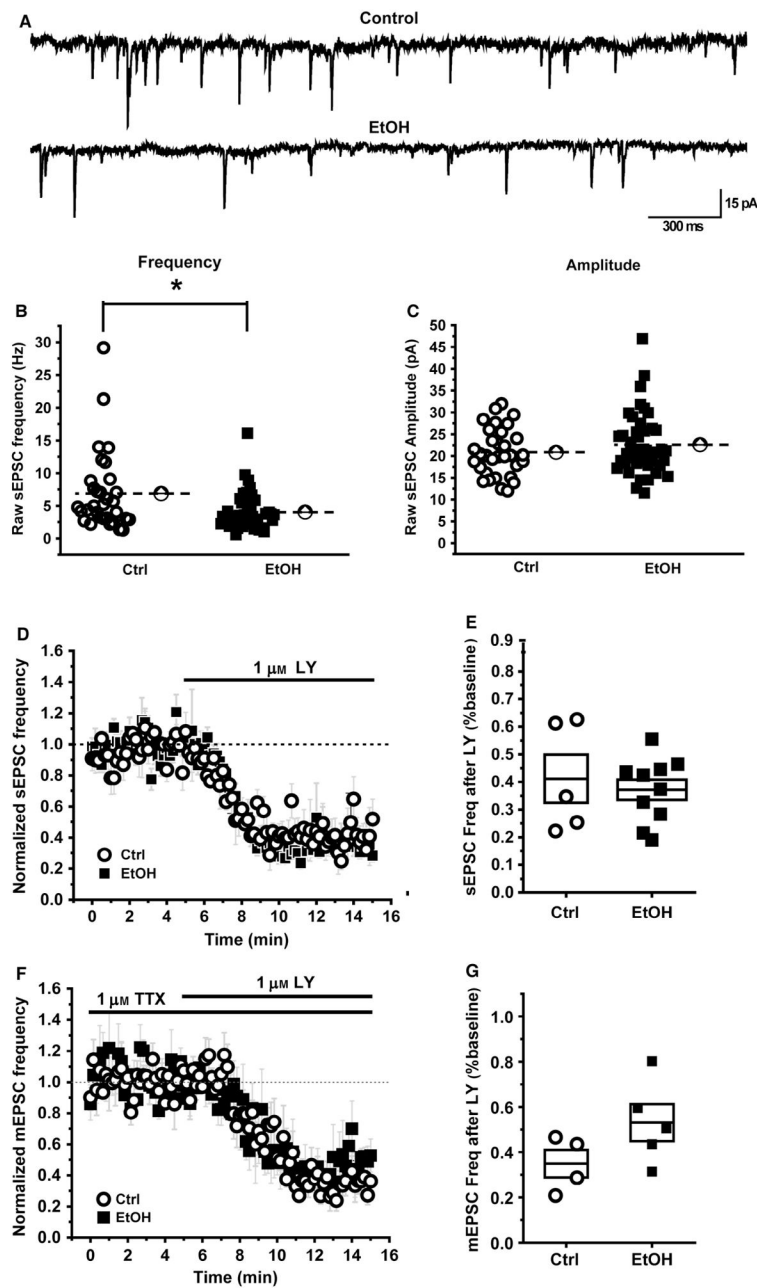 A
Control
EtOH
15 pA
300 ms
Frequency
Amplitude
B
*
C
Raw sEPSC frequency (Hz)
30
25
20
15
10
5
0
Ctrl
EtOH
Raw sEPSC Amplitude (pA)
50
45
40
35
30
25
20
15
10
5
0
Ctrl
EtOH
D
Normalized sEPSC frequency
1.6
1.4
1.2
1.0
0.8
0.6
0.4
0.2
0.0
1 μM LY
Ctrl
EtOH
0 2 4 6 8 10 12 14 16
Time (min)
E
sEPSC Freq after LY (%baseline)
0.9
0.8
0.7
0.6
0.5
0.4
0.3
0.2
0.1
0.0
Ctrl
EtOH
F
Normalized mEPSC frequency
1.6
1.4
1.2
1.0
0.8
0.6
0.4
0.2
0.0
1 μM LY
1 μM TTX
Ctrl
EtOH
0 2 4 6 8 10 12 14 16
Time (min)
G
mEPSC Freq after LY (%baseline)
1.0
0.8
0.6
0.4
0.2
0.0
Ctrl
EtOH